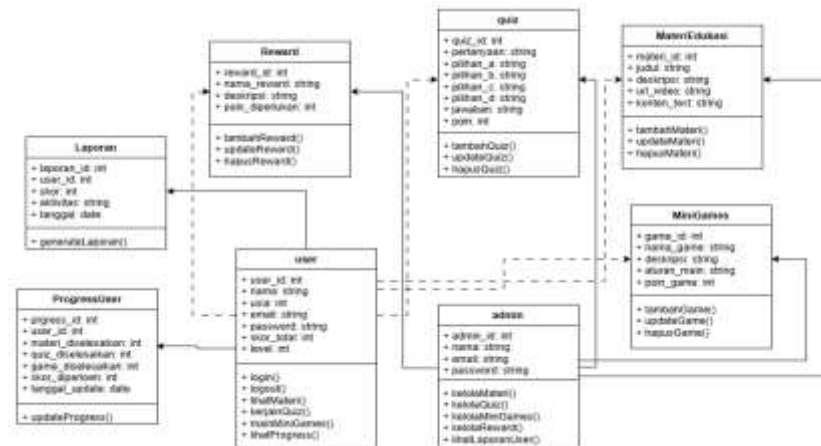 Reward
+ reward_id: int
+ nama_reward: string
+ deskripsi: string
+ poin_diperlukan: int
+ tambahReward()
+ updateReward()
+ hapusReward()
quiz
+ quiz_id: int
+ pertanyaan: string
+ pilihan_a: string
+ pilihan_b: string
+ pilihan_c: string
+ pilihan_d: string
+ jawaban: string
+ poin: int
+ tambahQuiz()
+ updateQuiz()
+ hapusQuiz()
MateriEdukasi
+ materi_id: int
+ judul: string
+ deskripsi: string
+ url_video: string
+ konten_text: string
+ tambahMateri()
+ updateMateri()
+ hapusMateri()
Laporan
+ laporan_id: int
+ user_id: int
+ skor: int
+ aktivitas: string
+ tanggal: date
+ generateLaporan()
MiniGames
+ game_id: int
+ nama_game: string
+ deskripsi: string
+ aturan_main: string
+ poin_game: int
+ tambahGame()
+ updateGame()
+ hapusGame()
user
+ user_id: int
+ nama: string
+ usia: int
+ email: string
+ password: string
+ skor_total: int
+ level: int
+ login()
+ logout()
+ lihatMateri()
+ kerjainQuiz()
+ mainMiniGames()
+ lihatProgress()
ProgressUser
+ user_id: int
+ materi_diselesaikan: int
+ quiz_diselesaikan: int
+ game_diselesaikan: int
+ skor_diperoleh: int
+ tanggal_update: date
+ updateProgress()
admin
+ admin_id: int
+ nama: string
+ email: string
+ password: string
+ kelolaMateri()
+ kelolaQuiz()
+ kelolaMiniGames()
+ kelolaReward()
+ lihatLaporanUser()